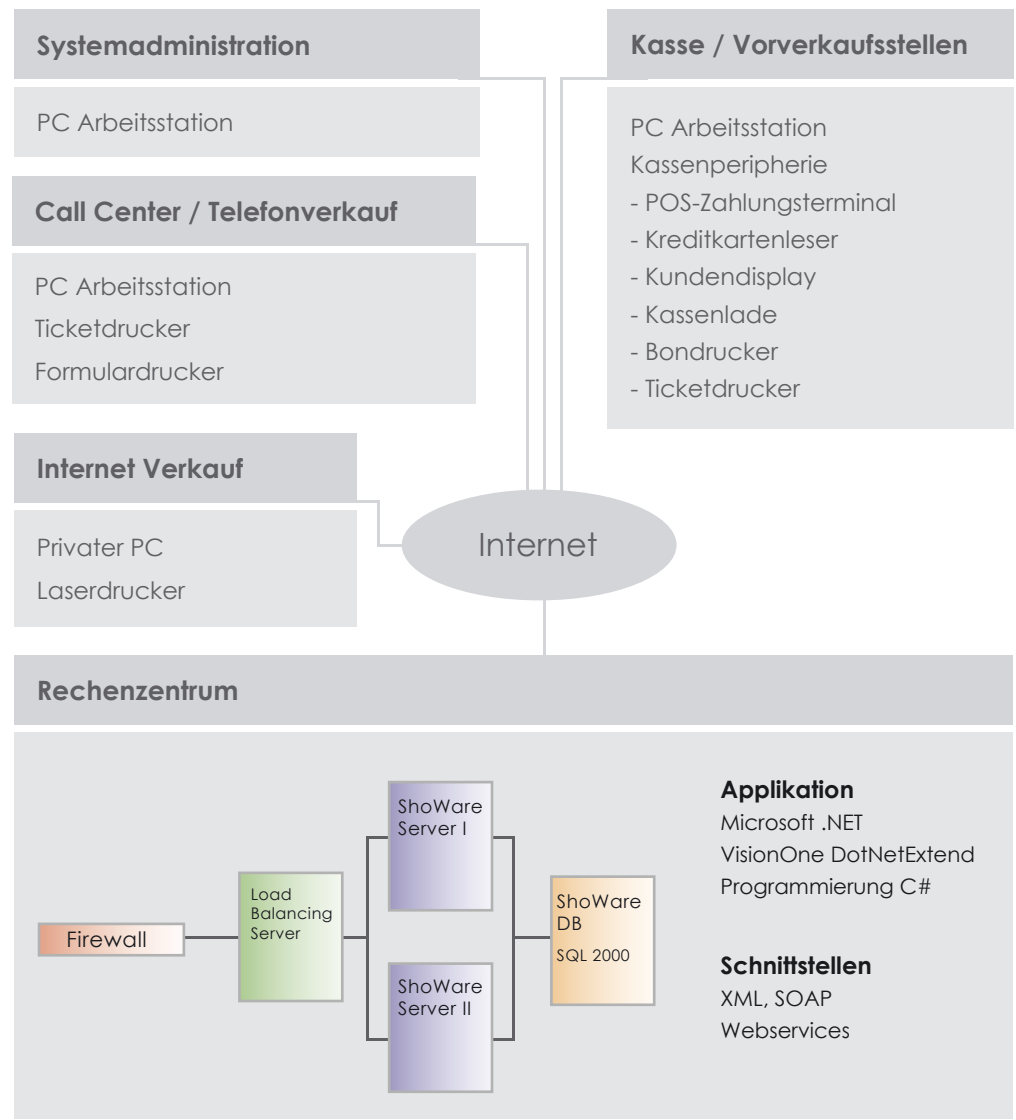 Systemadministration
PC Arbeitsstation
Call Center / Telefonverkauf
PC Arbeitsstation
Ticketdrucker
Formulardrucker
Internet Verkauf
Privater PC
Laserdrucker
Kasse / Vorverkaufsstellen
PC Arbeitsstation
Kassenperipherie
- POS-Zahlungsterminal
- Kreditkartenleser
- Kundendisplay
- Kassenlade
- Bondrucker
- Ticketdrucker
Internet
Rechenzentrum
Firewall
Load
Balancing
Server
ShoWare
Server I
ShoWare
Server II
ShoWare
DB
SQL 2000
Applikation
Microsoft .NET
VisionOne DotNetExtend
Programmierung C#
Schnittstellen
XML, SOAP
Webservices